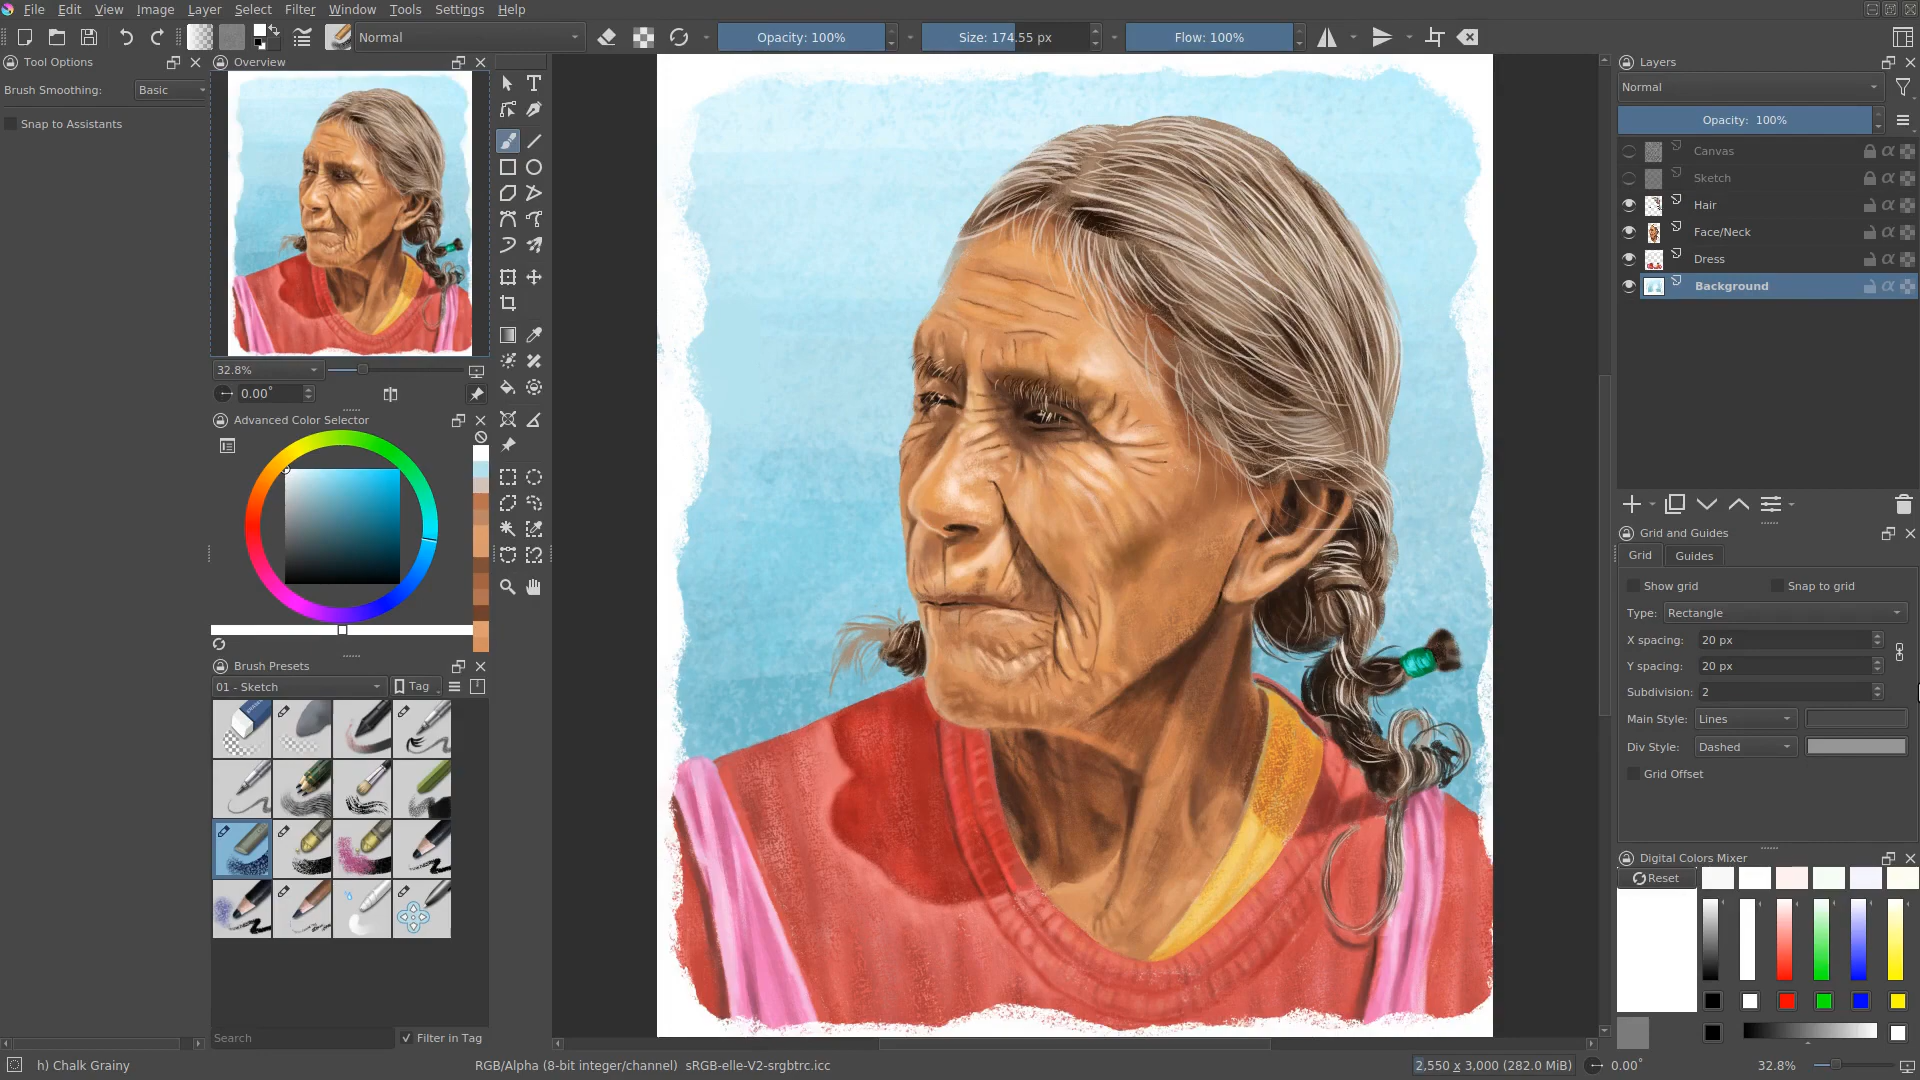 File Edit View Image Layer Select Filter Window Tools Settings Help
Normal
Opacity: 100%
Size: 174.55 px
Flow: 100%
Tool Options
Brush Smoothing: Basic
Snap to Assistants
Overview
32.8%
0.00°
Advanced Color Selector
Brush Presets
01 - Sketch
Tag
Search
Filter in Tag
Layers
Normal
Opacity: 100%
Canvas
Sketch
Hair
Face/Neck
Dress
Background
Grid and Guides
Grid Guides
Show grid Snap to grid
Type: Rectangle
X spacing: 20 px
Y spacing: 20 px
Subdivision: 2
Main Style: Lines
Div Style: Dashed
Grid Offset
Digital Colors Mixer
Reset
h) Chalk Grainy
RGB/Alpha (8-bit integer/channel) sRGB-elle-V2-srgbtrc.icc
2,550 x 3,000 (282.0 MiB)
0.00°
32.8%